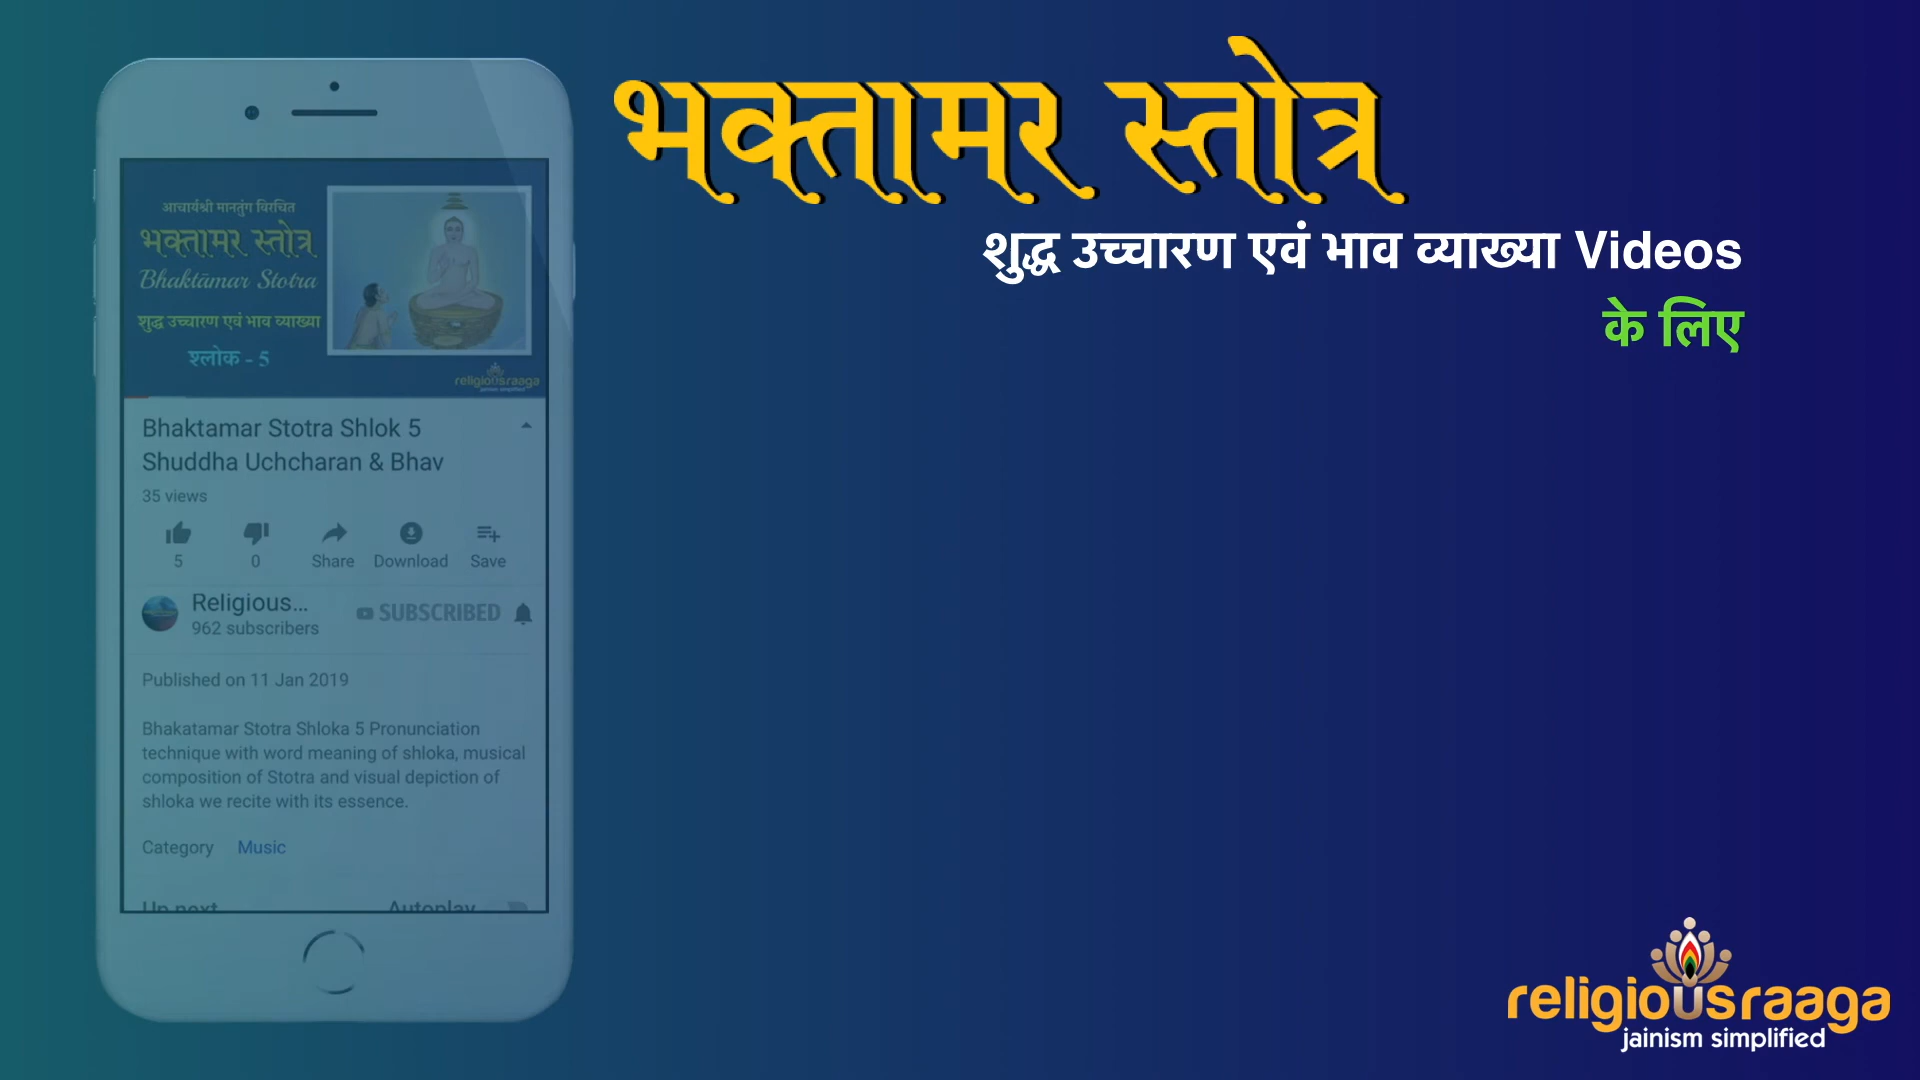 भक्तामर स्तोत्र
शुद्ध उच्चारण एवं भाव व्याख्या Videos
के लिए
आचार्यश्री मानतुंग विरचित
भक्तामर स्तोत्र
Bhaktāmar Stotra
शुद्ध उच्चारण एवं भाव व्याख्या
श्लोक - 5
religiousraaga
jainism simplified
Bhaktamar Stotra Shlok 5
Shuddha Uchcharan & Bhav
35 views
5 0 Share Download Save
Religious...
SUBSCRIBED
962 subscribers
Published on 11 Jan 2019
Bhakatamar Stotra Shloka 5 Pronunciation
technique with word meaning of shloka, musical
composition of Stotra and visual depiction of
shloka we recite with its essence.
Category Music
Up next Autoplay
religiousraaga
jainism simplified